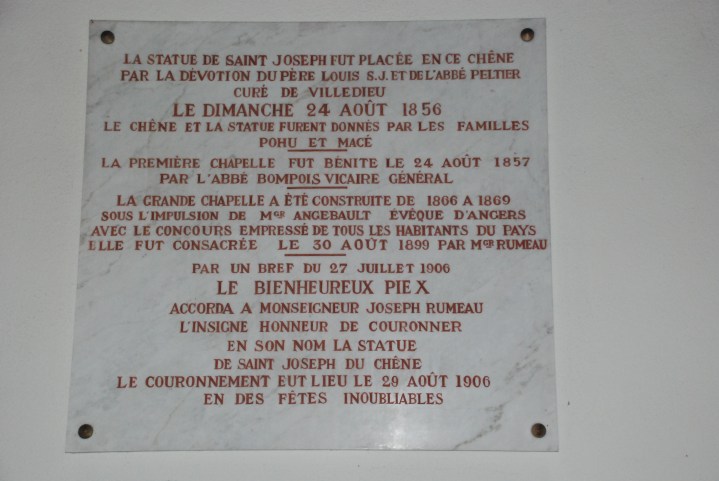 LA STATUE DE SAINT JOSEPH FUT PLACÉE EN CE CHÊNE
PAR LA DÉVOTION DU PÈRE LOUIS S.J. ET DE L'ABBÉ PELTIER
CURÉ DE VILLEDIEU
LE DIMANCHE 24 AOÛT 1856
LE CHÊNE ET LA STATUE FURENT DONNÉS PAR LES FAMILLES
POHU ET MACÉ
LA PREMIÈRE CHAPELLE FUT BÉNITE LE 24 AOÛT 1857
PAR L'ABBÉ BOMPOIS VICAIRE GÉNÉRAL
LA GRANDE CHAPELLE A ÉTÉ CONSTRUITE DE 1866 A 1869
SOUS L'IMPULSION DE MGR ANGEBAULT ÉVÊQUE D'ANGERS
AVEC LE CONCOURS EMPRESSÉ DE TOUS LES HABITANTS DU PAYS
ELLE FUT CONSACRÉE LE 30 AOÛT 1899 PAR MGR RUMEAU
PAR UN BREF DU 27 JUILLET 1906
LE BIENHEUREUX PIE X
ACCORDA A MONSEIGNEUR JOSEPH RUMEAU
L'INSIGNE HONNEUR DE COURONNER
EN SON NOM LA STATUE
DE SAINT JOSEPH DU CHÊNE
LE COURONNEMENT EUT LIEU LE 29 AOÛT 1906
EN DES FÊTES INOUBLIABLES